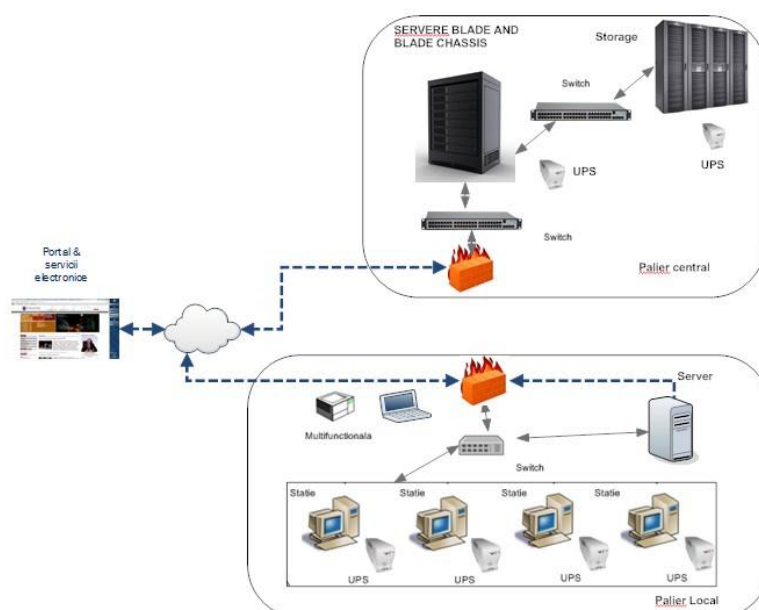 SERVERE BLADE AND
BLADE CHASSIS
Storage
Switch
UPS
UPS
Switch
Palier central
Portal &
servicii
electronice
Server
Multifunctionala
Switch
Statie
Statie
Statie
Statie
UPS
UPS
UPS
UPS
Palier Local